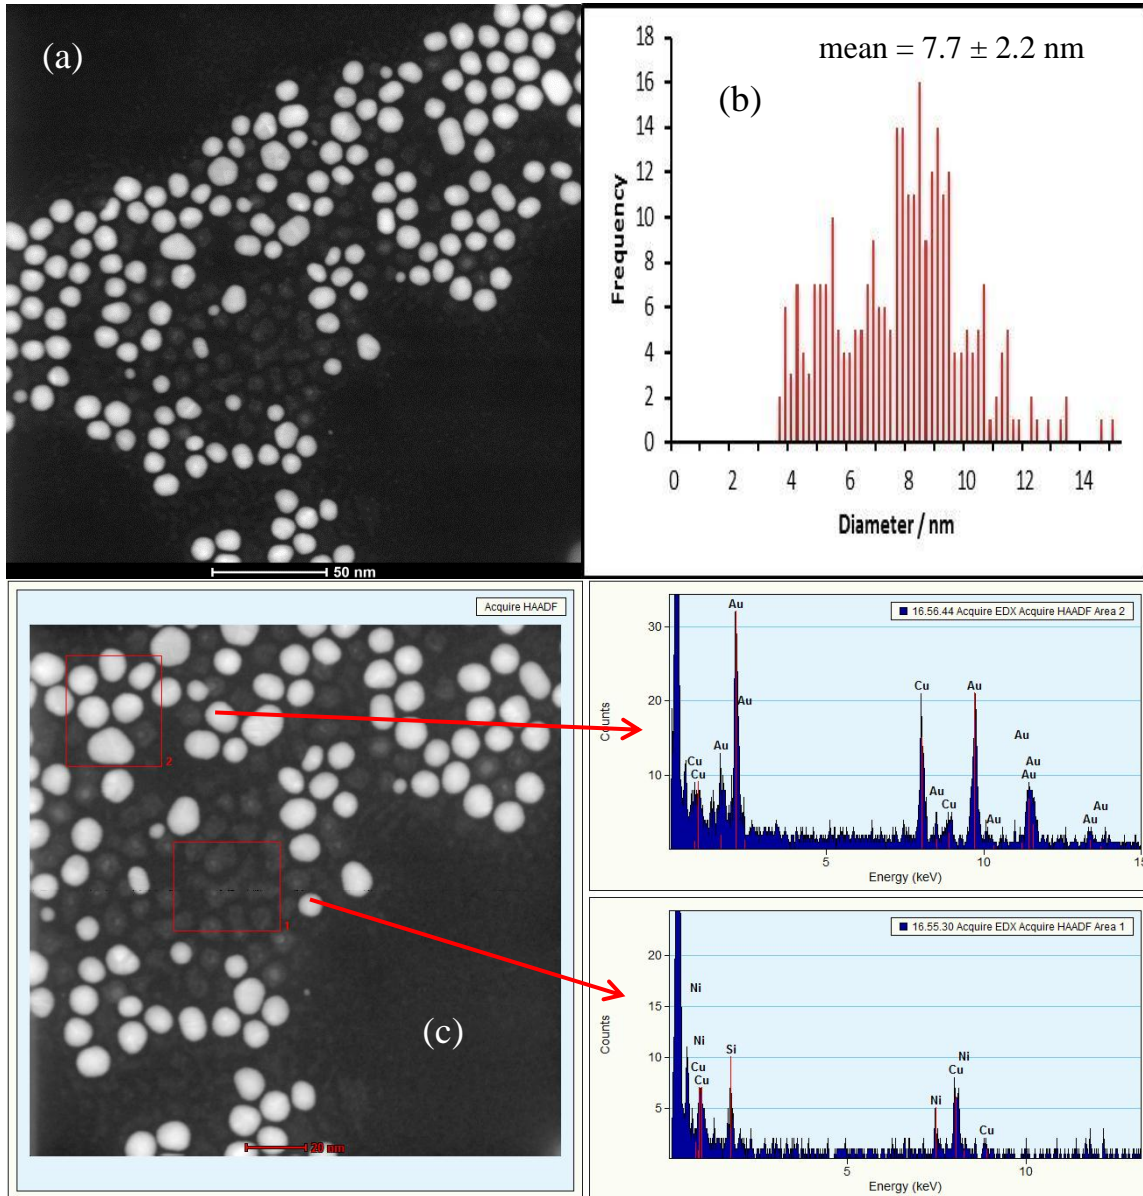 (a)
50 nm
mean = 7.7 ± 2.2 nm
(b)
18
16
14
12
10
8
6
4
2
0
Frequency
0 2 4 6 8 10 12 14
Diameter / nm
Acquire HAADF
2
1
(c)
20 nm
16.56.44 Acquire EDX Acquire HAADF Area 2
30
20
10
Counts
Au
Au
Cu
Au
Au
Au
Cu
Cu
Au
Au
Au
Cu
Au
Au
Au
Au
5 10 15
Energy (keV)
16.55.30 Acquire EDX Acquire HAADF Area 1
20
15
10
5
Counts
Ni
Ni
Si
Ni
Cu
Cu
Cu
Ni
Cu
5 10
Energy (keV)